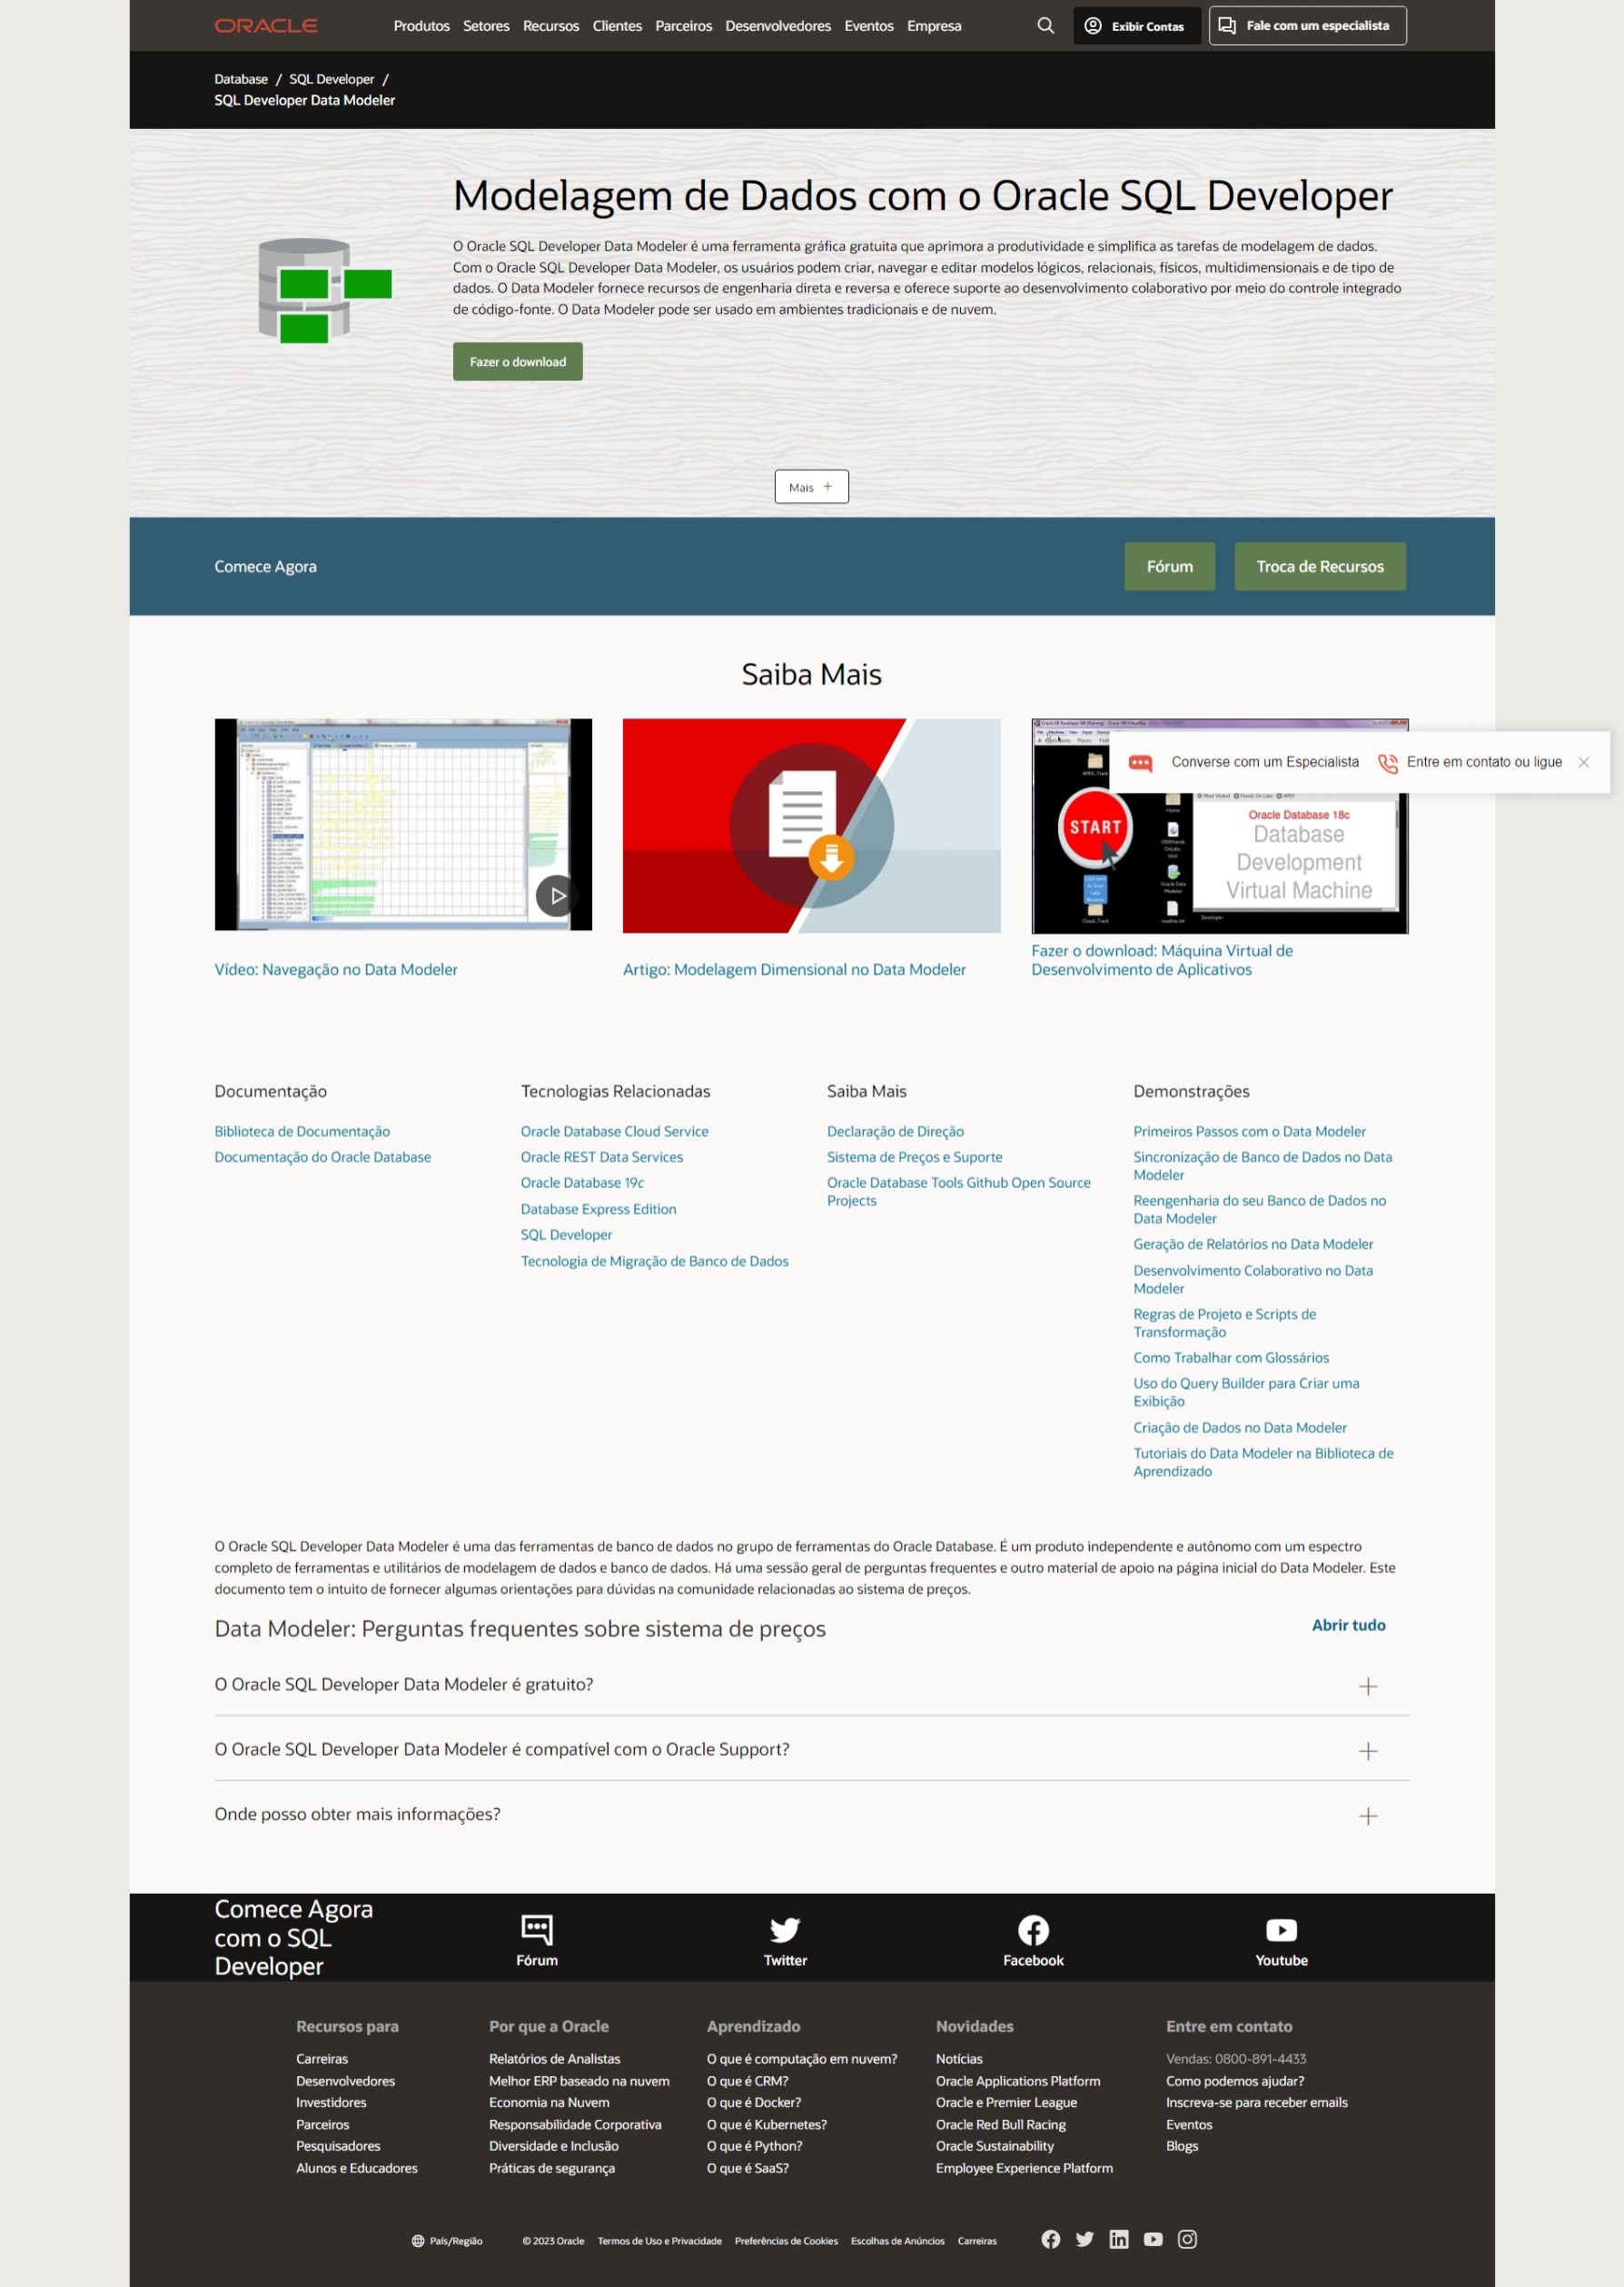 ORACLE
Produtos Setores Recursos Clientes Parceiros Desenvolvedores Eventos Empresa
Exibir Contas
Fale com um especialista
Database / SQL Developer /
SQL Developer Data Modeler
Modelagem de Dados com o Oracle SQL Developer
O Oracle SQL Developer Data Modeler é uma ferramenta gráfica gratuita que aprimora a produtividade e simplifica as tarefas de modelagem de dados.
Com o Oracle SQL Developer Data Modeler, os usuários podem criar, navegar e editar modelos lógicos, relacionais, físicos, multidimensionais e de tipo de
dados. O Data Modeler fornece recursos de engenharia direta e reversa e oferece suporte ao desenvolvimento colaborativo por meio do controle integrado
de código-fonte. O Data Modeler pode ser usado em ambientes tradicionais e de nuvem.
Fazer o download
Mais
Comece Agora
Fórum
Troca de Recursos
Saiba Mais
Converse com um Especialista
Entre em contato ou ligue
START
Oracle Database 18c
Database
Development
Virtual Machine
Vídeo: Navegação no Data Modeler
Artigo: Modelagem Dimensional no Data Modeler
Fazer o download: Máquina Virtual de
Desenvolvimento de Aplicativos
Documentação
Biblioteca de Documentação
Documentação do Oracle Database
Tecnologias Relacionadas
Oracle Database Cloud Service
Oracle REST Data Services
Oracle Database 19c
Database Express Edition
SQL Developer
Tecnologia de Migração de Banco de Dados
Saiba Mais
Declaração de Direção
Sistema de Preços e Suporte
Oracle Database Tools Github Open Source
Projects
Demonstrações
Primeiros Passos com o Data Modeler
Sincronização de Banco de Dados no Data
Modeler
Reengenharia do seu Banco de Dados no
Data Modeler
Geração de Relatórios no Data Modeler
Desenvolvimento Colaborativo no Data
Modeler
Regras de Projeto e Scripts de
Transformação
Como Trabalhar com Glossários
Uso do Query Builder para Criar uma
Exibição
Criação de Dados no Data Modeler
Tutoriais do Data Modeler na Biblioteca de
Aprendizado
O Oracle SQL Developer Data Modeler é uma das ferramentas de banco de dados no grupo de ferramentas do Oracle Database. É um produto independente e autônomo com um espectro
completo de ferramentas e utilitários de modelagem de dados e banco de dados. Há uma sessão geral de perguntas frequentes e outro material de apoio na página inicial do Data Modeler. Este
documento tem o intuito de fornecer algumas orientações para dúvidas na comunidade relacionadas ao sistema de preços.
Data Modeler: Perguntas frequentes sobre sistema de preços
Abrir tudo
O Oracle SQL Developer Data Modeler é gratuito?
O Oracle SQL Developer Data Modeler é compatível com o Oracle Support?
Onde posso obter mais informações?
Comece Agora
com o SQL
Developer
Fórum
Twitter
Facebook
Youtube
Recursos para
Carreiras
Desenvolvedores
Investidores
Parceiros
Pesquisadores
Alunos e Educadores
Por que a Oracle
Relatórios de Analistas
Melhor ERP baseado na nuvem
Economia na Nuvem
Responsabilidade Corporativa
Diversidade e Inclusão
Práticas de segurança
Aprendizado
O que é computação em nuvem?
O que é CRM?
O que é Docker?
O que é Kubernetes?
O que é Python?
O que é SaaS?
Novidades
Notícias
Oracle Applications Platform
Oracle e Premier League
Oracle Red Bull Racing
Oracle Sustainability
Employee Experience Platform
Entre em contato
Vendas: 0800-891-4433
Como podemos ajudar?
Inscreva-se para receber emails
Eventos
Blogs
País/Região
© 2023 Oracle
Termos de Uso e Privacidade
Preferências de Cookies
Escolhas de Anúncios
Carreiras